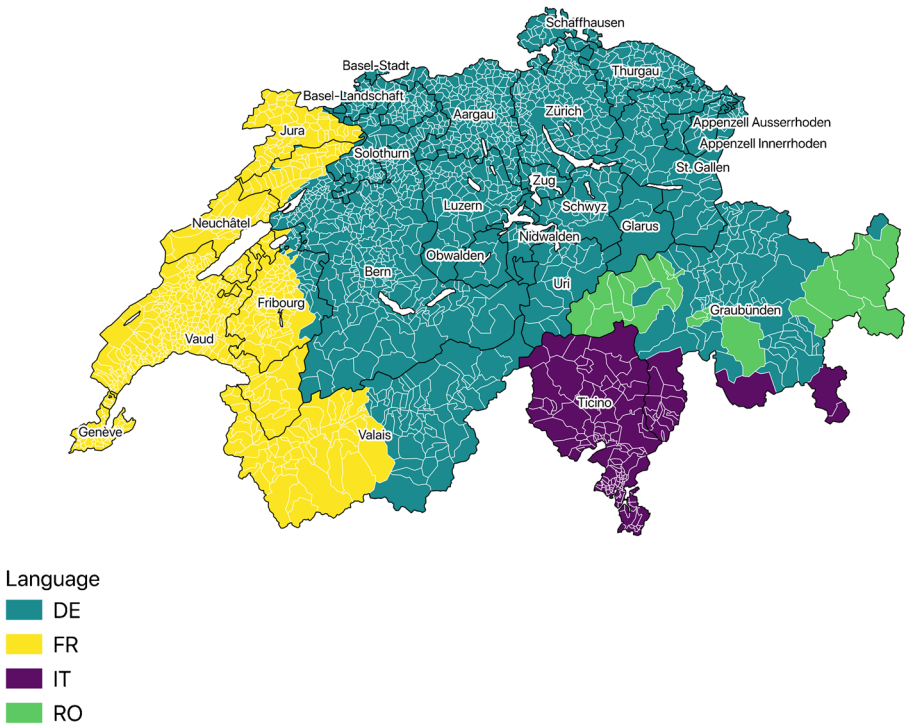 Schaffhausen
Basel-Stadt
Thurgau
Basel-Landschaft
Aargau
Zürich
Appenzell Ausserrhoden
Jura
Appenzell Innerrhoden
Solothurn
St. Gallen
Zug
Luzern
Schwyz
Neuchâtel
Glarus
Nidwalden
Obwalden
Bern
Uri
Fribourg
Graubünden
Vaud
Ticino
Genève
Valais
Language
DE
FR
IT
RO